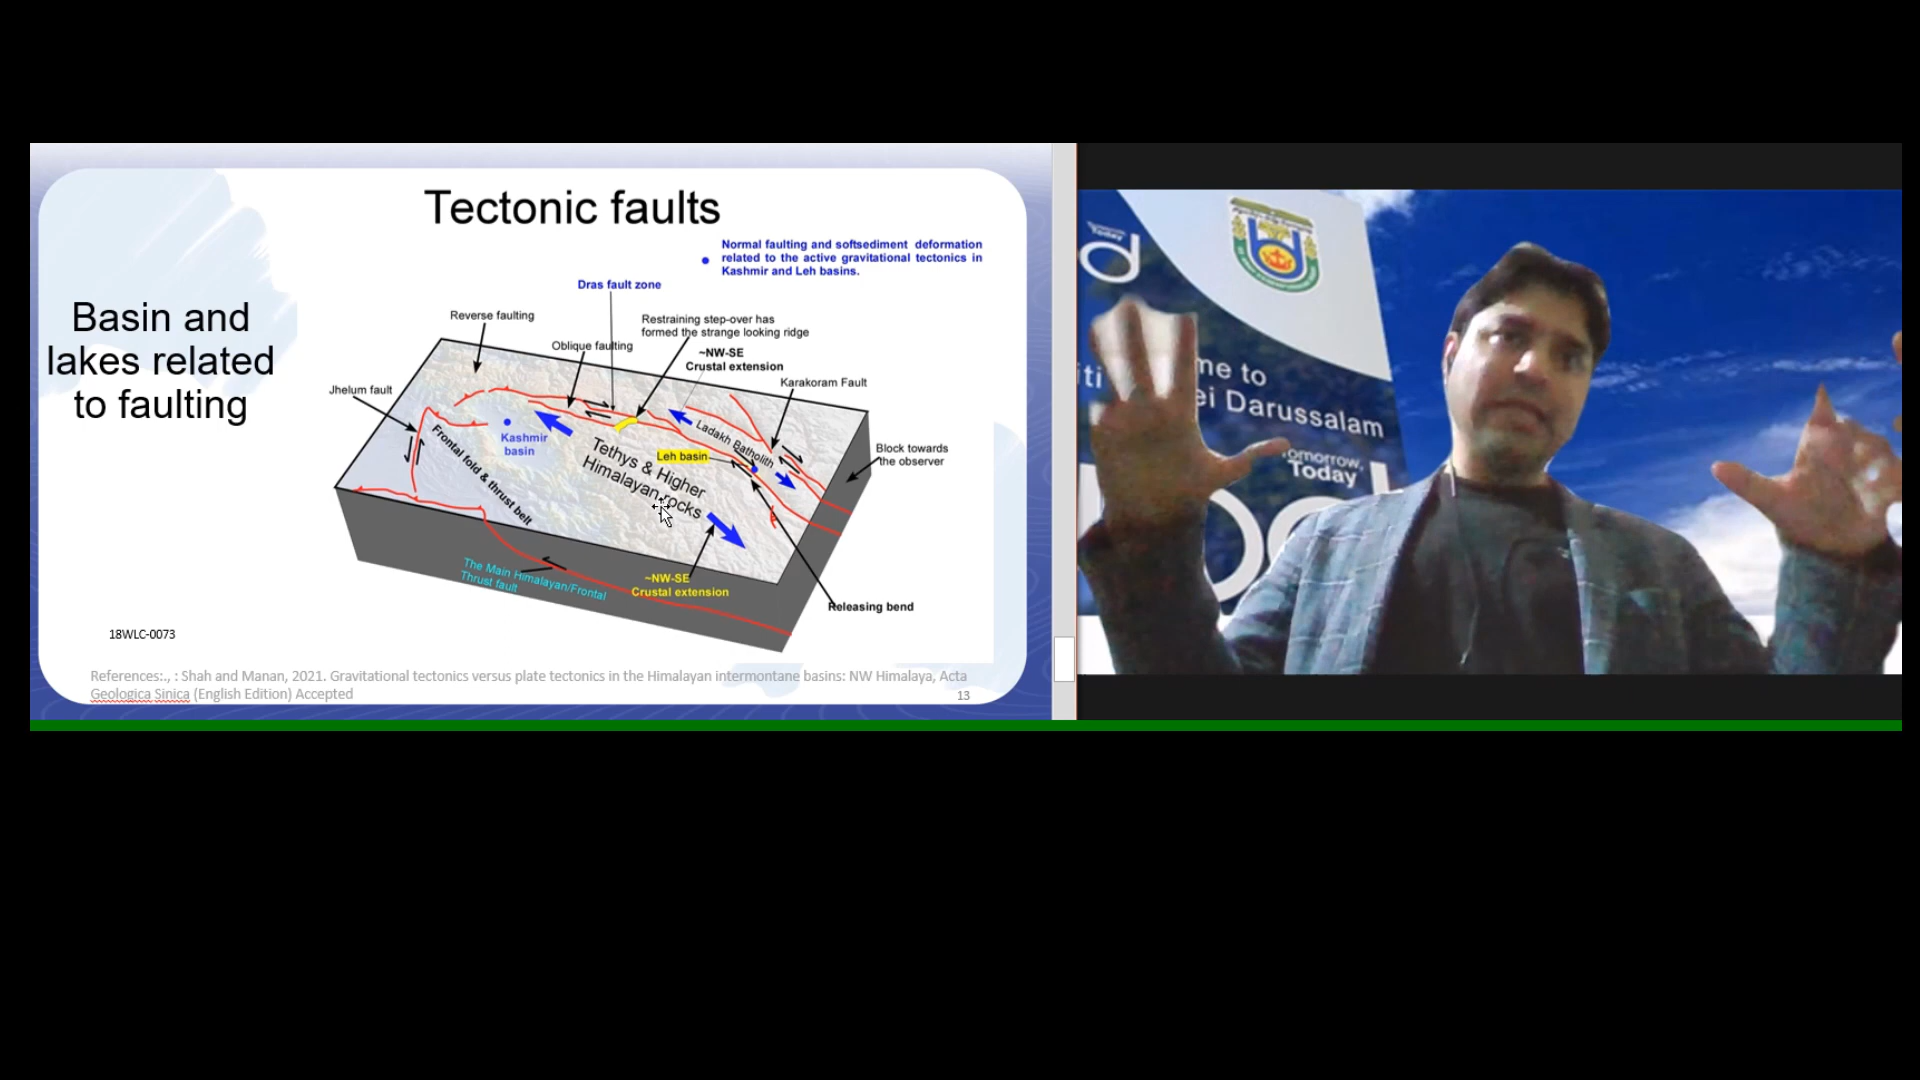 Tectonic faults
Normal faulting and softsediment deformation
related to the active gravitational tectonics in
Kashmir and Leh basins.
Basin and
lakes related
to faulting
Dras fault zone
Reverse faulting
Restraining step-over has
formed the strange looking ridge
Oblique faulting
~NW-SE
Crustal extension
Karakoram Fault
Jhelum fault
Kashmir
basin
Frontal fold & thrust belt
Tethys & Higher
Himalayan rocks
Leh basin
Ladakh Batholith
Block towards
the observer
The Main Himalayan/Frontal
Thrust fault
~NW-SE
Crustal extension
Releasing bend
18WLC-0073
References:., : Shah and Manan, 2021. Gravitational tectonics versus plate tectonics in the Himalayan intermontane basins: NW Himalaya, Acta
Geologica Sinica (English Edition) Accepted
13
Today
d
iti
me to
ei Darussalam
omorrow,
Today